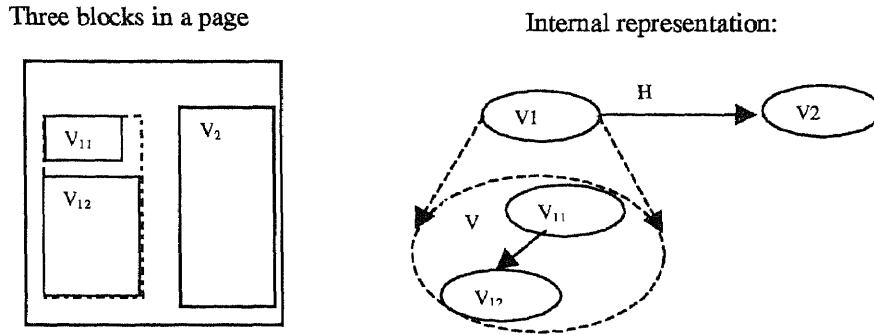 Three blocks in a page
Internal representation:
V₁₁
V₂
V₁₂
V1
H
V2
V
V₁₁
V₁₂